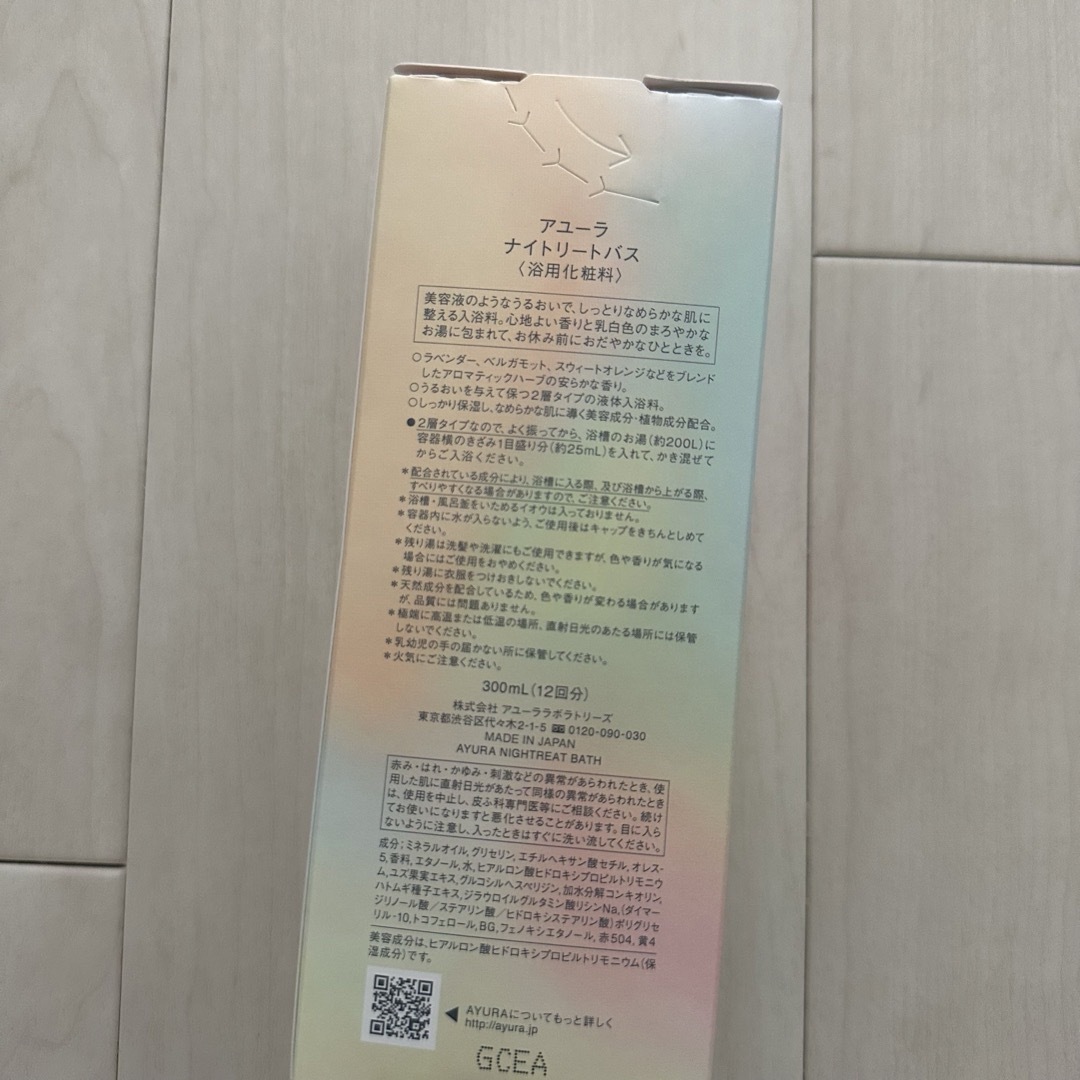 アユーラ
ナイトリートバス
〈浴用化粧料〉
美容液のようなうるおいで、しっとりなめらかな肌に
整える入浴料。心地よい香りと乳白色のまろやかな
お湯に包まれて、お休み前におだやかなひとときを。
○ラベンダー、ベルガモット、スウィートオレンジなどをブレンド
したアロマティックハーブの安らかな香り。
○うるおいを与えて保つ2層タイプの液体入浴料。
○しっかり保湿し、なめらかな肌に導く美容成分・植物成分配合。
●2層タイプなので、よく振ってから、浴槽のお湯(約200L)に
容器横のきざみ1目盛り分(約25mL)を入れて、かき混ぜて
からご入浴ください。
＊配合されている成分により、浴槽に入る際、及び浴槽から上がる際、
すべりやすくなる場合がありますので、ご注意ください。
＊浴槽・風呂釜をいためるイオウは入っておりません。
＊容器内に水が入らないよう、ご使用後はキャップをきちんとしめて
ください。
＊残り湯は洗髪や洗濯にもご使用できますが、色や香りが気になる
場合にはご使用をおやめください。
＊残り湯に衣服をつけおきしないでください。
＊天然成分を配合しているため、色や香りが変わる場合があります
が、品質には問題ありません。
＊極端に高温または低温の場所、直射日光のあたる場所には保管
しないでください。
＊乳幼児の手の届かない所に保管してください。
＊火気にご注意ください。
300mL(12回分)
株式会社 アユーララボラトリーズ
東京都渋谷区代々木2-1-5 0120-090-030
MADE IN JAPAN
AYURA NIGHTREAT BATH
赤み・はれ・かゆみ・刺激などの異常があらわれたとき、使
用した肌に直射日光があたって同様の異常があらわれたとき
は、使用を中止し、皮ふ科専門医等にご相談ください。続け
てお使いになりますと悪化させることがあります。目に入ら
ないように注意し、入ったときはすぐに洗い流してください。
成分；ミネラルオイル,グリセリン,エチルヘキサン酸セチル,オレス-
5,香料,エタノール,水,ヒアルロン酸ヒドロキシプロピルトリモニウ
ム,ユズ果実エキス,グルコシルヘスペリジン,加水分解コンキオリン,
ハトムギ種子エキス,ジラウロイルグルタミン酸リシンNa,(ダイマー
ジリノール酸／ステアリン酸／ヒドロキシステアリン酸)ポリグリセ
リル-10,トコフェロール,BG,フェノキシエタノール,赤504,黄4
美容成分は、ヒアルロン酸ヒドロキシプロピルトリモニウム(保
湿成分)です。
◀ AYURAについてもっと詳しく
http://ayura.jp
GCEA